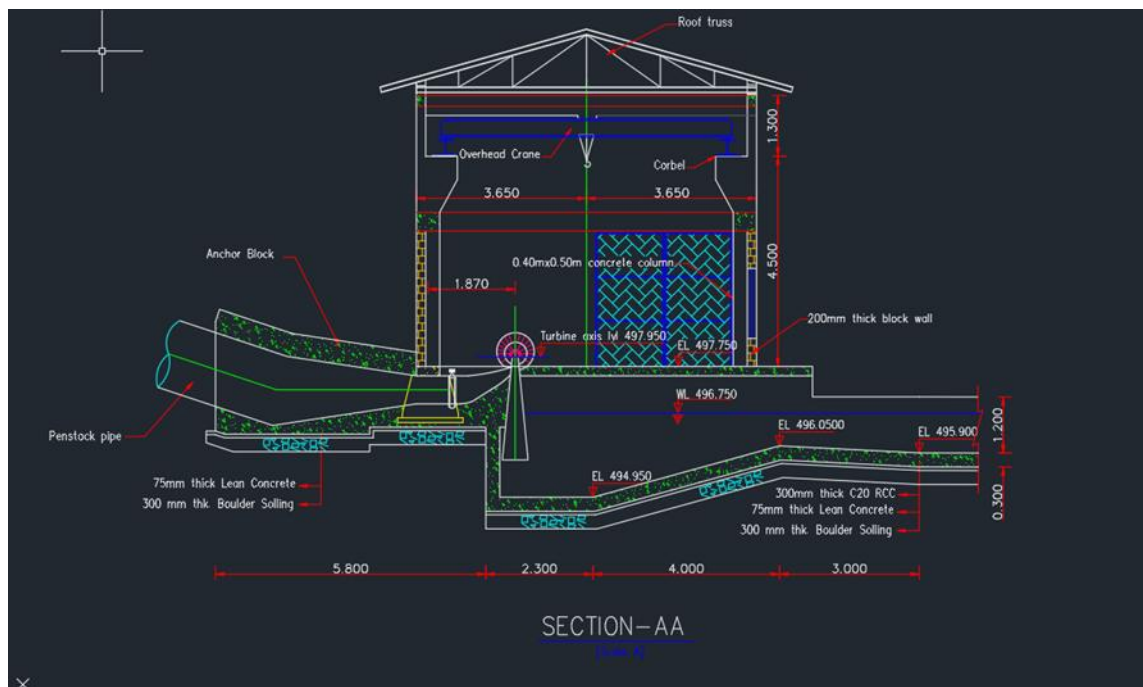 Roof truss
1.300
Overhead Crane
Corbel
3.650
3.650
Anchor Block
0.40mx0.50m concrete column
4.500
1.870
200mm thick block wall
Turbine axis lvl 497.950
EL 497.750
WL 496.750
Penstock pipe
EL 496.0500
EL 495.900
1.200
EL 494.950
75mm thick Lean Concrete
300 mm thk. Boulder Solling
300mm thick C20 RCC
75mm thick Lean Concrete
300 mm thk. Boulder Solling
0.300
5.800
2.300
4.000
3.000
SECTION-AA